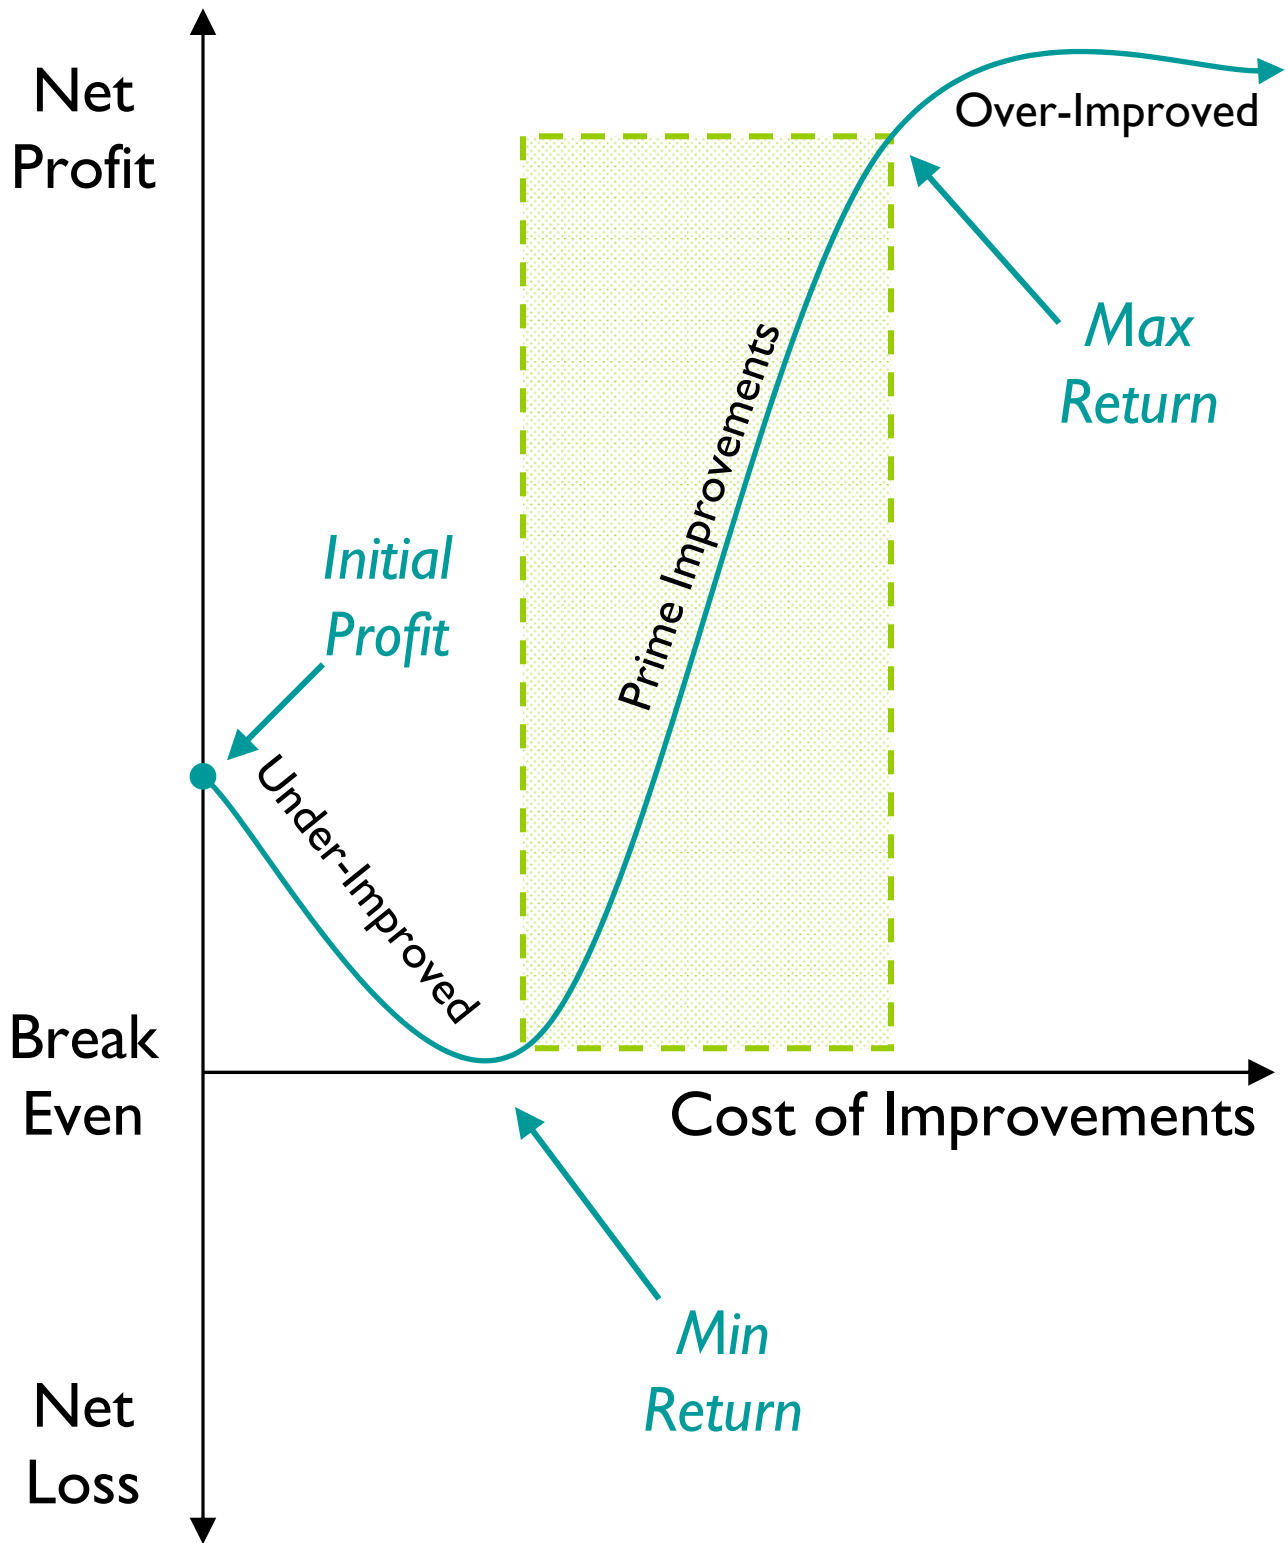 Net
Profit
Over-Improved
Max
Return
Prime Improvements
Initial
Profit
Under-Improved
Break
Even
Cost of Improvements
Min
Return
Net
Loss